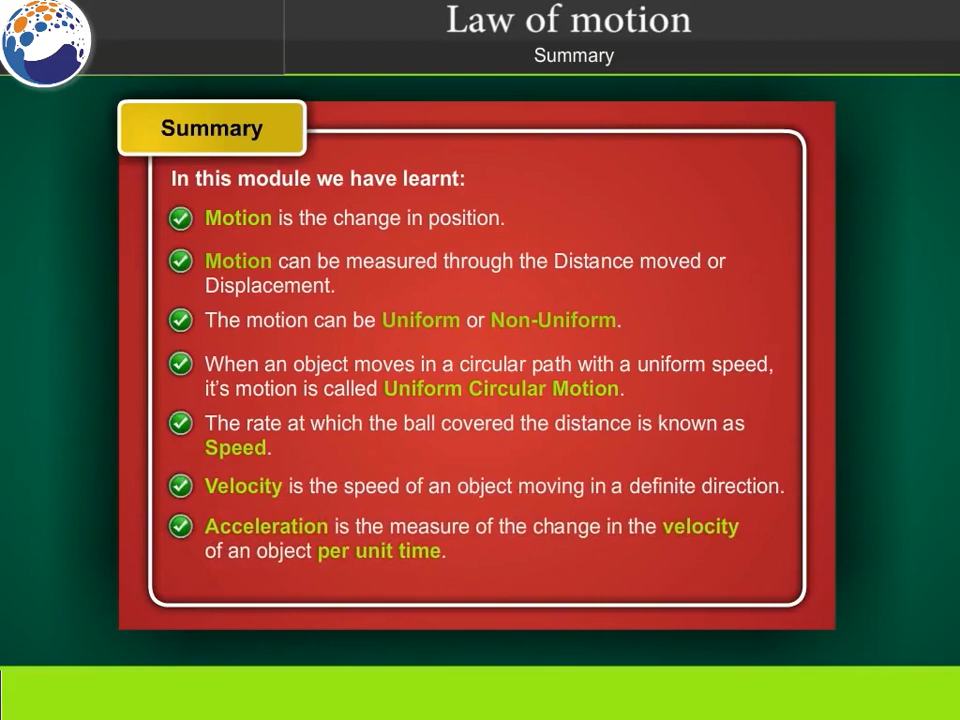 Law of motion
Summary
Summary
In this module we have learnt:
Motion is the change in position.
Motion can be measured through the Distance moved or
Displacement.
The motion can be Uniform or Non-Uniform.
When an object moves in a circular path with a uniform speed,
it's motion is called Uniform Circular Motion.
The rate at which the ball covered the distance is known as
Speed.
Velocity is the speed of an object moving in a definite direction.
Acceleration is the measure of the change in the velocity
of an object per unit time.